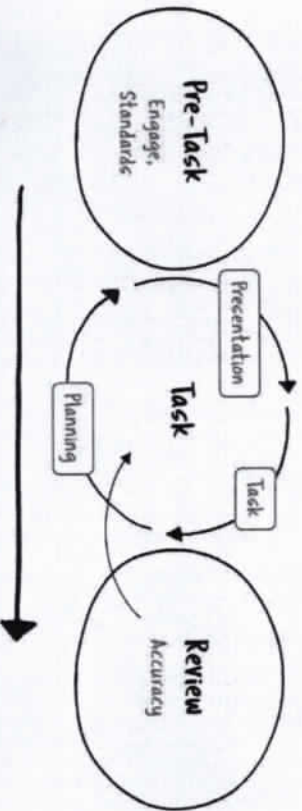 Pre-Task
Engage,
Standards
Presentation
Task
Task
Planning
Review
Accuracy